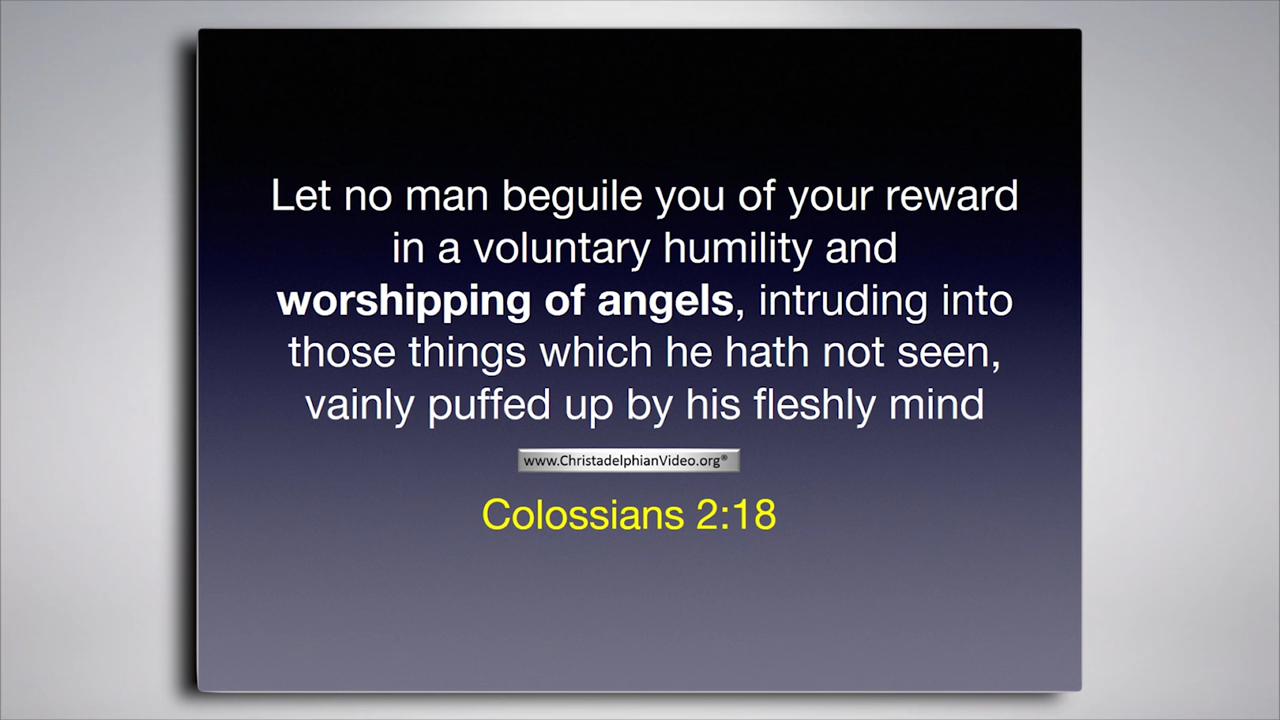 Let no man beguile you of your reward
in a voluntary humility and
worshipping of angels, intruding into
those things which he hath not seen,
vainly puffed up by his fleshly mind
www.ChristadelphianVideo.org®
Colossians 2:18